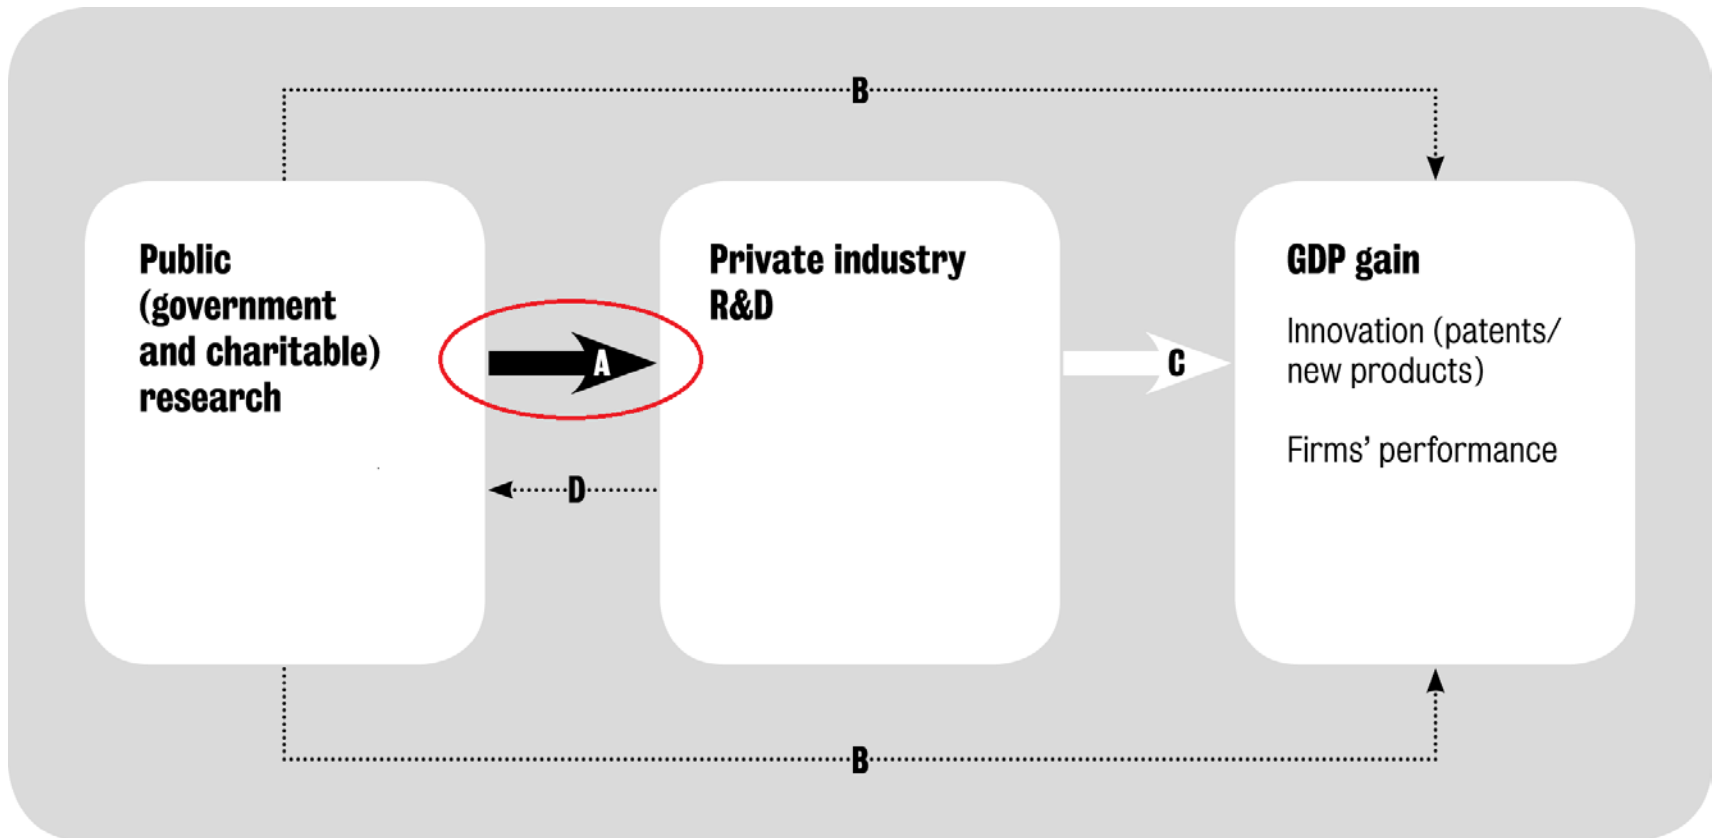 B
Public
(government
and charitable)
research
A
D
Private industry
R&D
C
GDP gain
Innovation (patents/
new products)
Firms’ performance
B